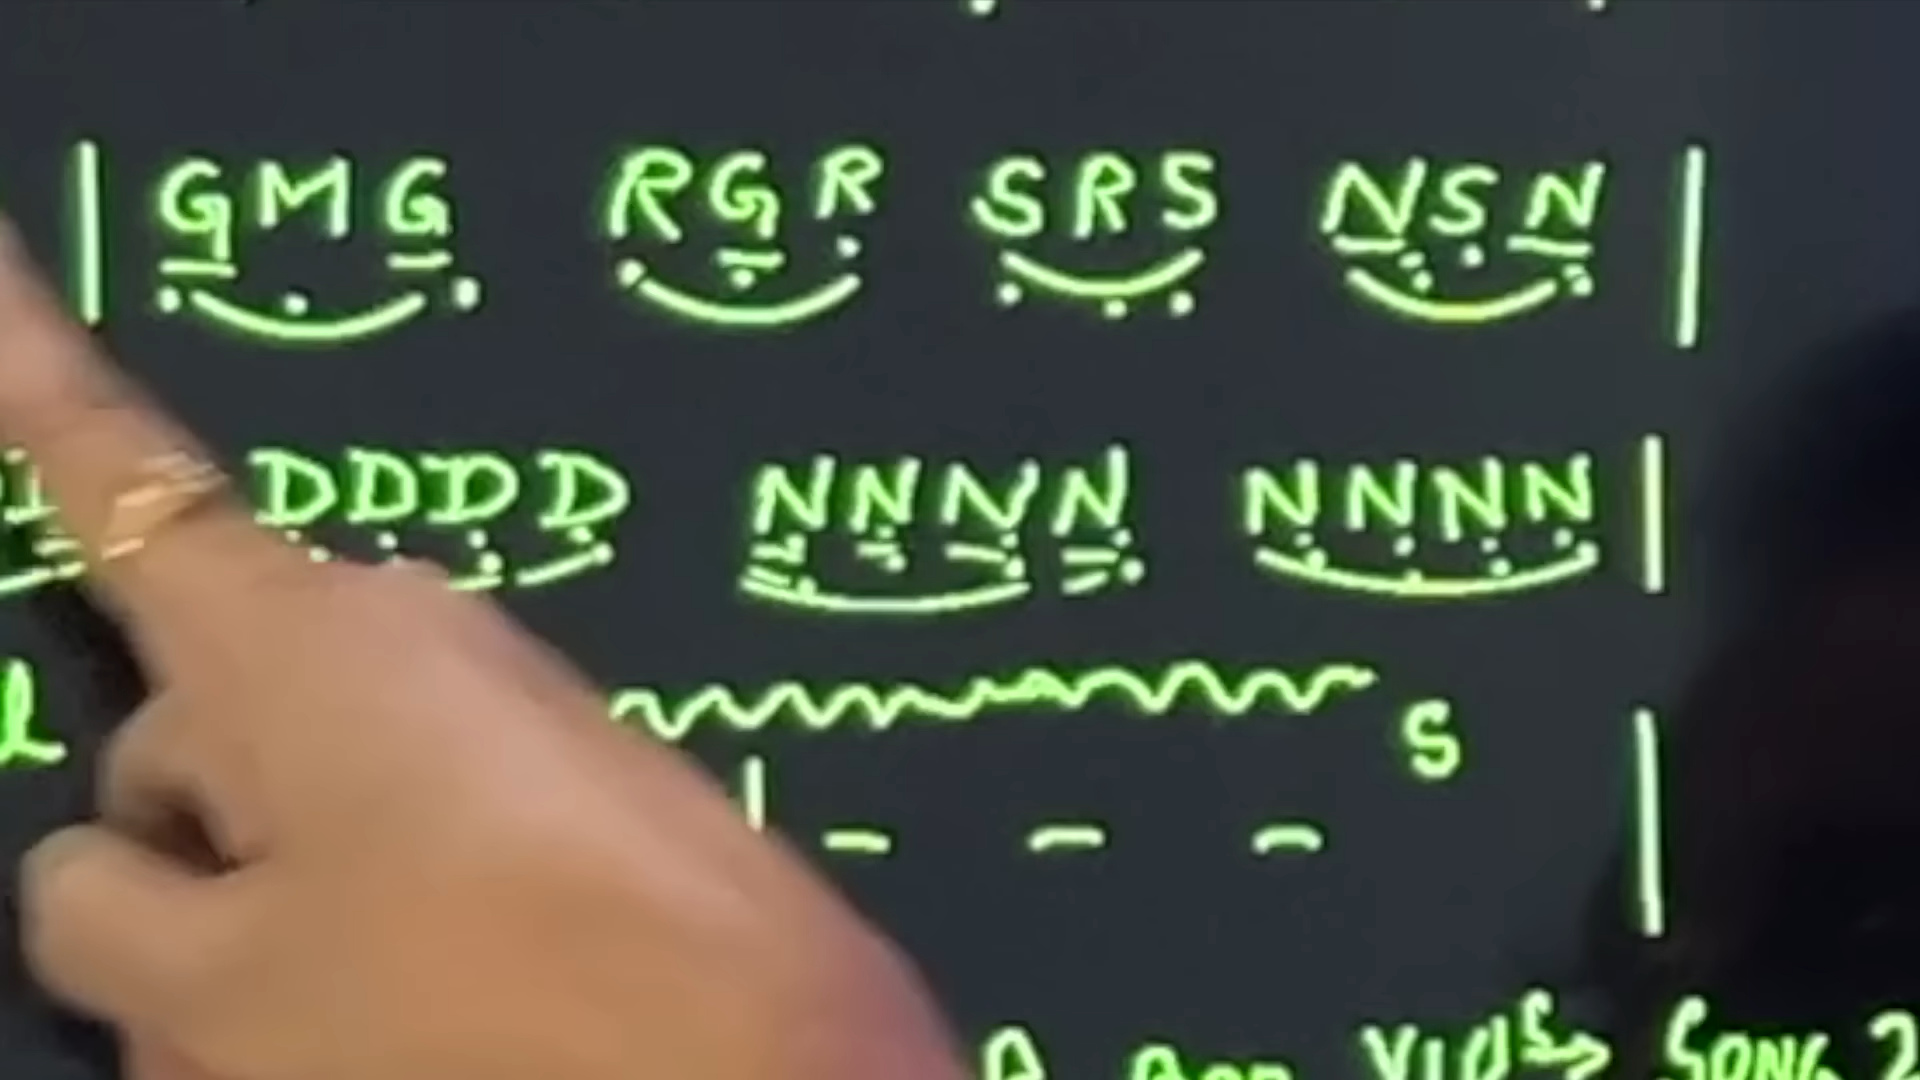 | GMG RGR SRS NSN |
DDDD NNNN NNNN |
S
| - - - |
SONG 2